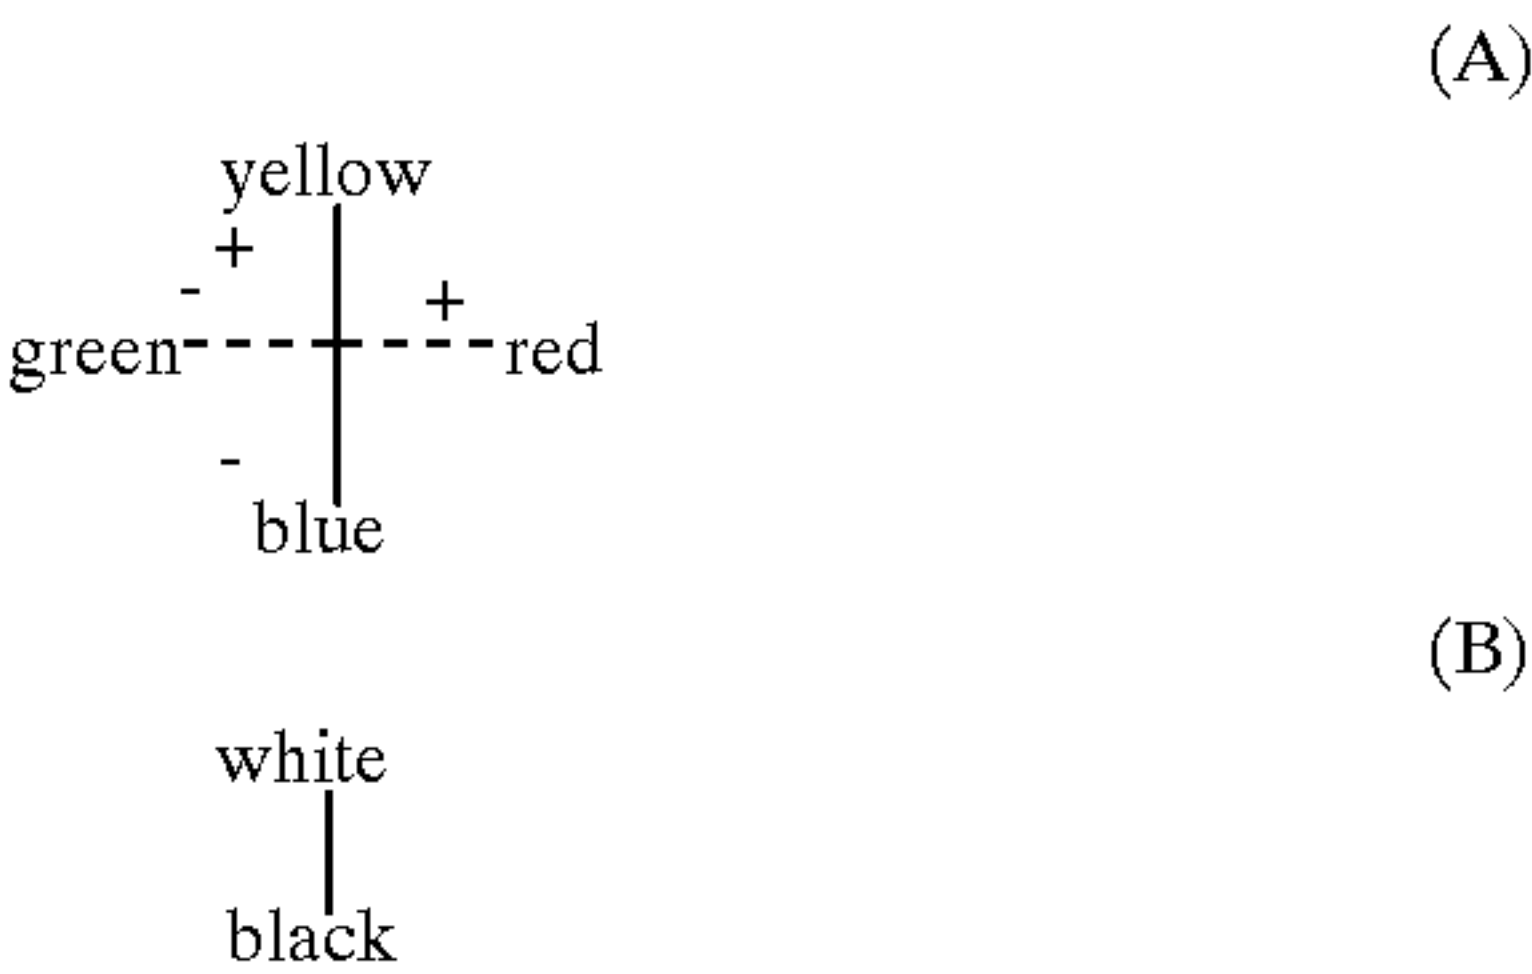 (A)
yellow
+
- +
green red
-
blue
(B)
white
black